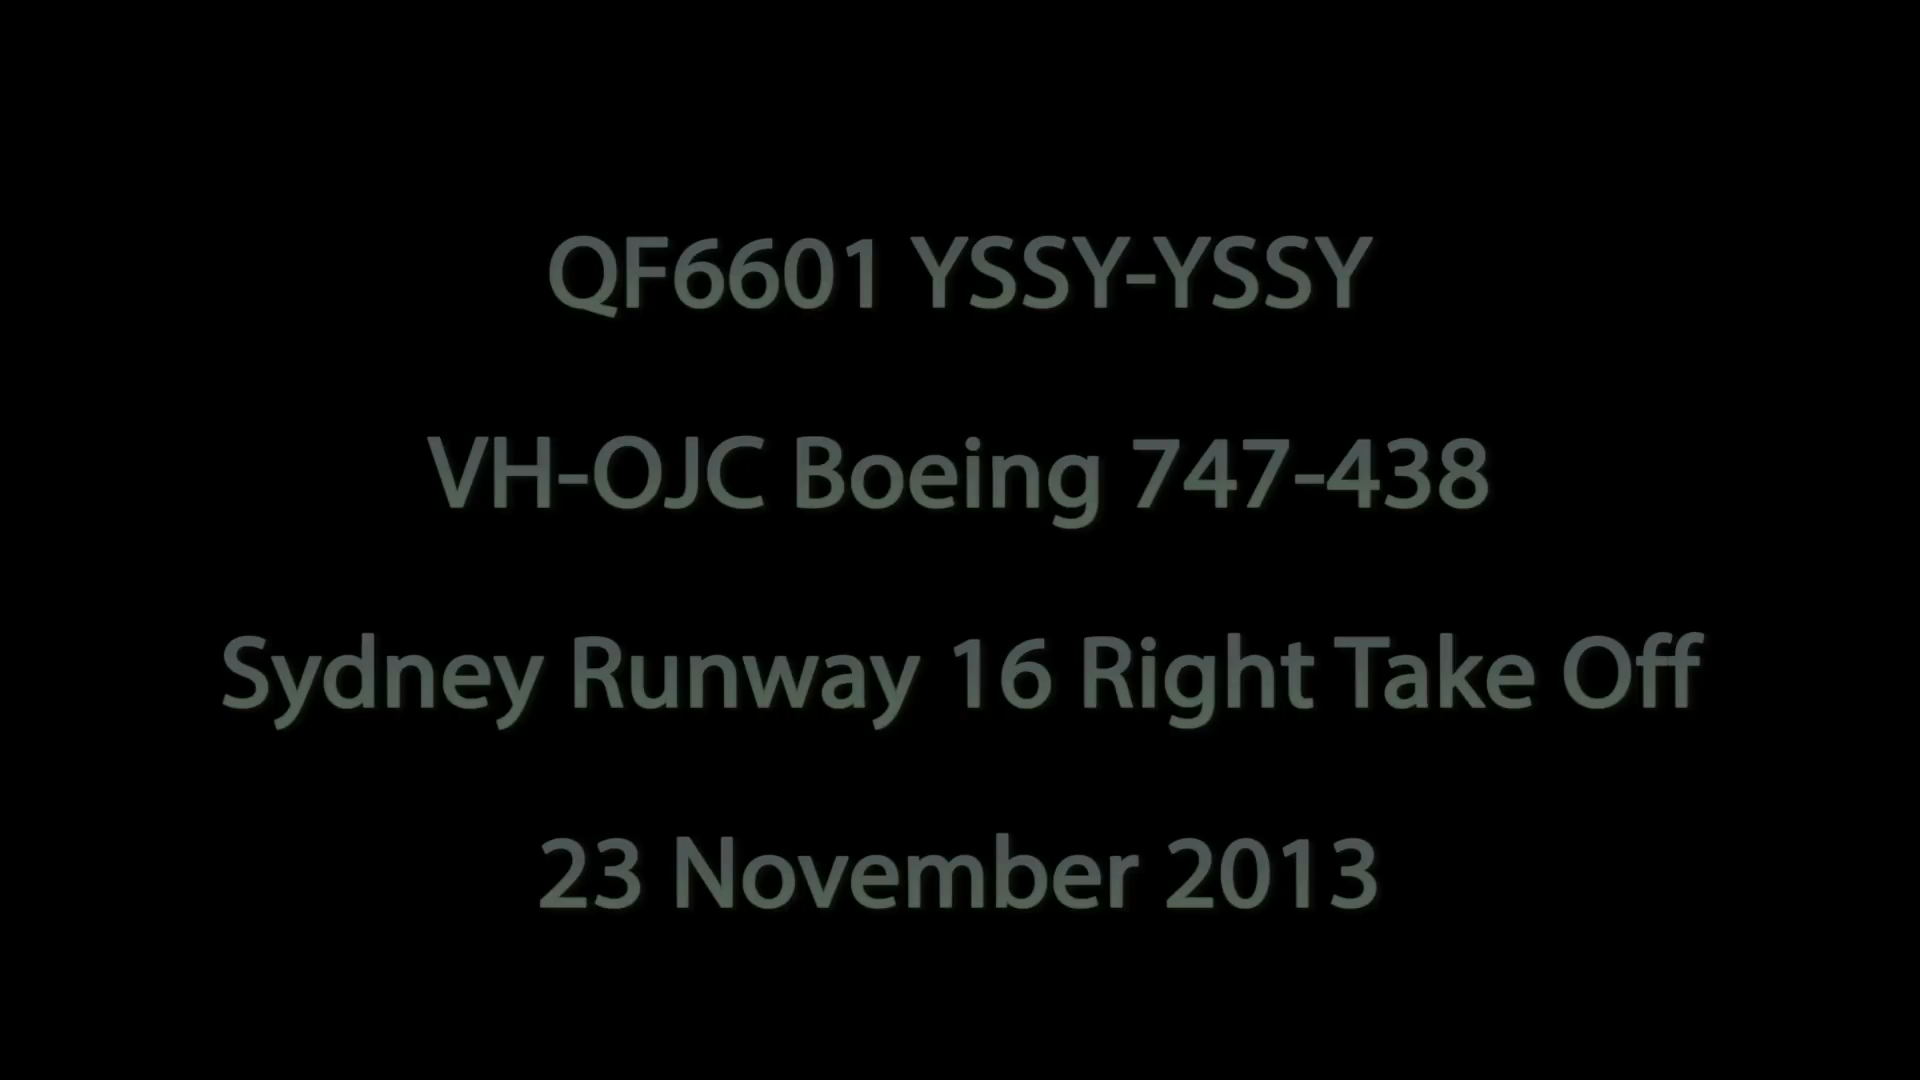 QF6601 YSSY-YSSY
VH-OJC Boeing 747-438
Sydney Runway 16 Right Take Off
23 November 2013